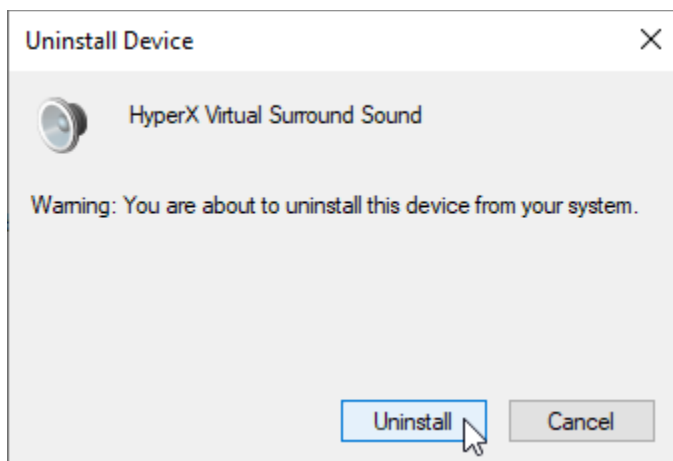 Uninstall Device
HyperX Virtual Surround Sound
Warning: You are about to uninstall this device from your system.
Uninstall
Cancel